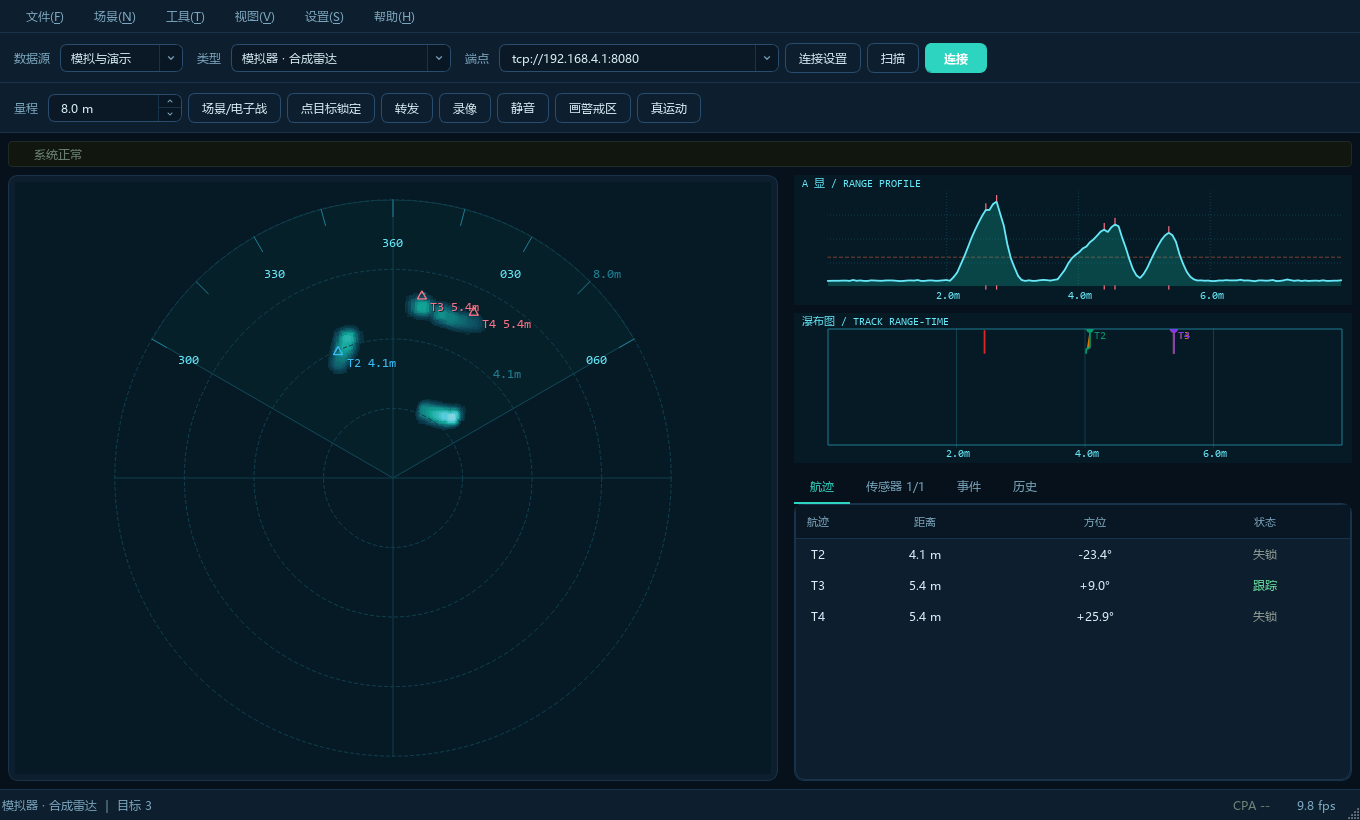 文件(F) 场景(N) 工具(T) 视图(V) 设置(S) 帮助(H)
数据源 模拟与演示 类型 模拟器 · 合成雷达 端点 tcp://192.168.4.1:8080 连接设置 扫描 连接
量程 8.0 m 场景/电子战 点目标锁定 转发 录像 静音 画警戒区 真运动
系统正常
360
330
030
8.0m
T3 5.4m
T4 5.4m
300
T2 4.1m
060
4.1m
A 显 / RANGE PROFILE
2.0m 4.0m 6.0m
瀑布图 / TRACK RANGE-TIME
T2
2.0m 4.0m 6.0m
航迹 传感器 1/1 事件 历史
航迹 距离 方位 状态
T2 4.1 m -23.4° 失锁
T3 5.4 m +9.0° 跟踪
T4 5.4 m +25.9° 失锁
模拟器 · 合成雷达 | 目标 3 CPA -- 9.8 fps